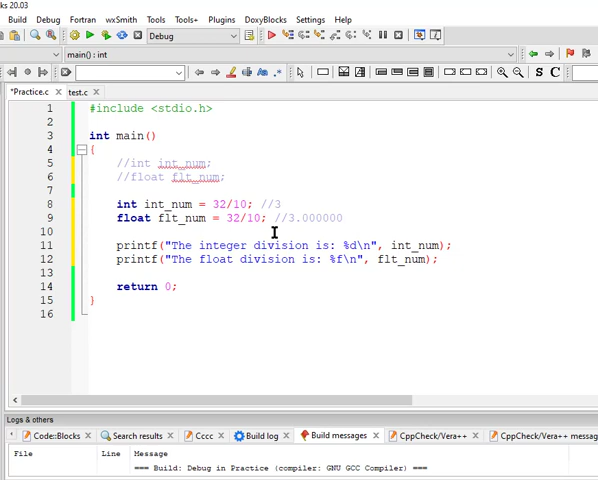 ks 20.03
Build Debug Fortran wxSmith Tools Tools+ Plugins DoxyBlocks Settings Help
Debug
main() : int
S C
*Practice.c test.c
1 #include <stdio.h>
2
3 int main()
4 {
5 //int int_num;
6 //float flt_num;
7
8 int int_num = 32/10; //3
9 float flt_num = 32/10; //3.000000
10
11 printf("The integer division is: %d\n", int_num);
12 printf("The float division is: %f\n", flt_num);
13
14 return 0;
15 }
16
Logs & others
Code::Blocks Search results Cccc Build log Build messages CppCheck/Vera++ CppCheck/Vera++ messag
File Line Message
=== Build: Debug in Practice (compiler: GNU GCC Compiler) ===